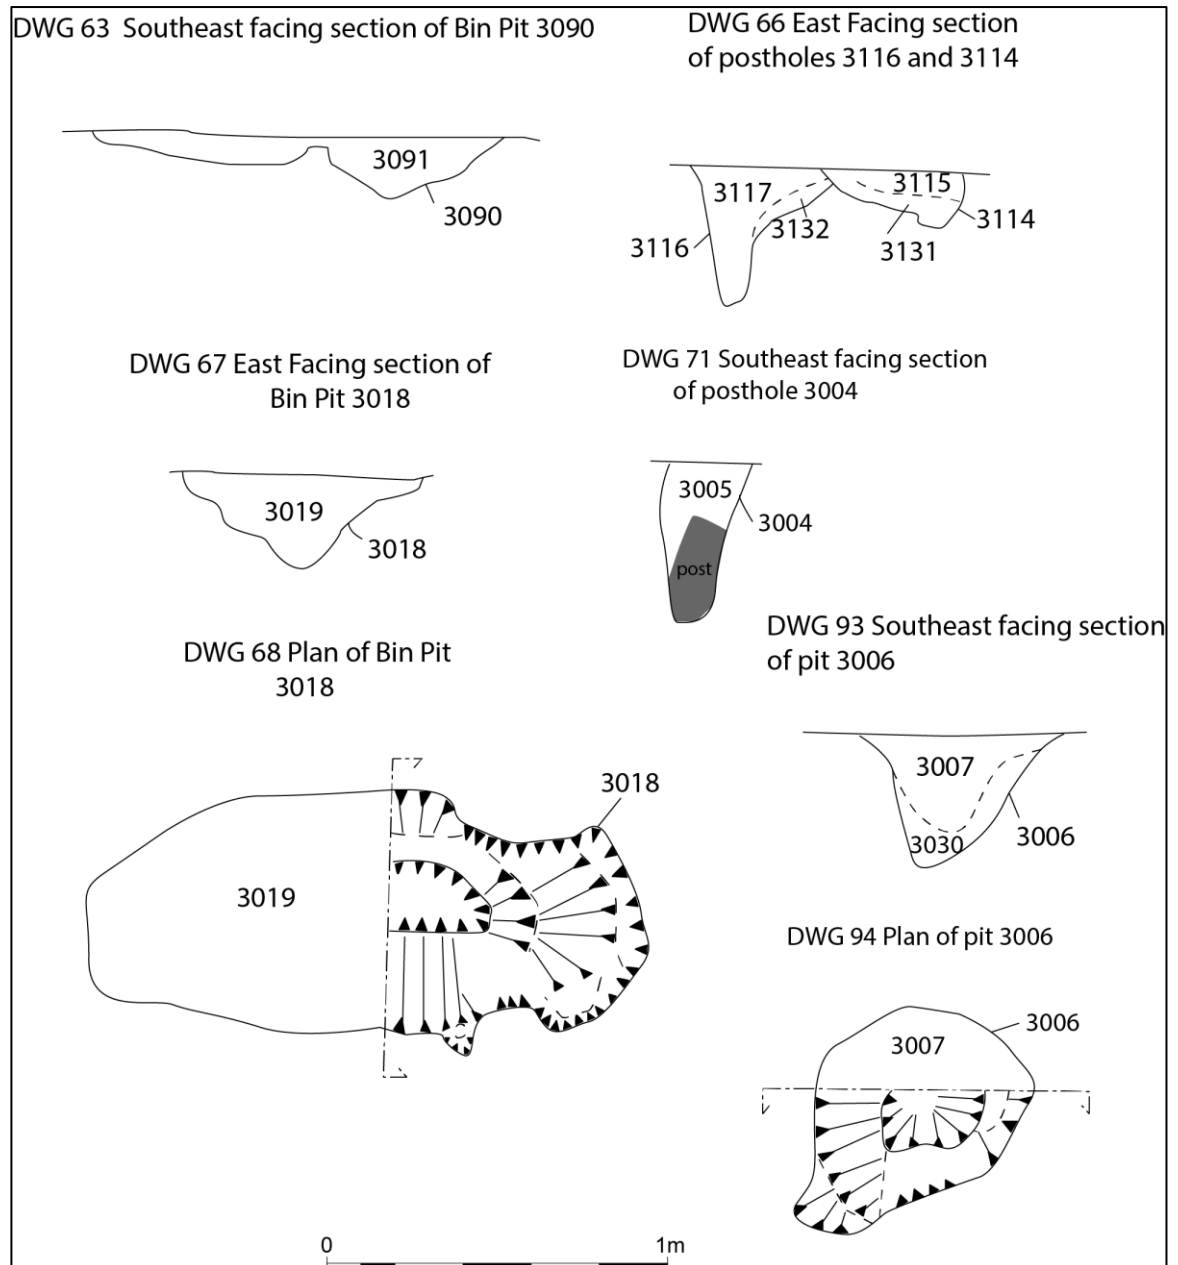 DWG 63 Southeast facing section of Bin Pit 3090
3091
3090
DWG 66 East Facing section
of postholes 3116 and 3114
3117
3115
3116
3132
3114
3131
DWG 67 East Facing section of
Bin Pit 3018
3019
3018
DWG 71 Southeast facing section
of posthole 3004
3005
3004
post
DWG 68 Plan of Bin Pit
3018
3018
3019
DWG 93 Southeast facing section
of pit 3006
3007
3030
3006
DWG 94 Plan of pit 3006
3006
3007
0
1m